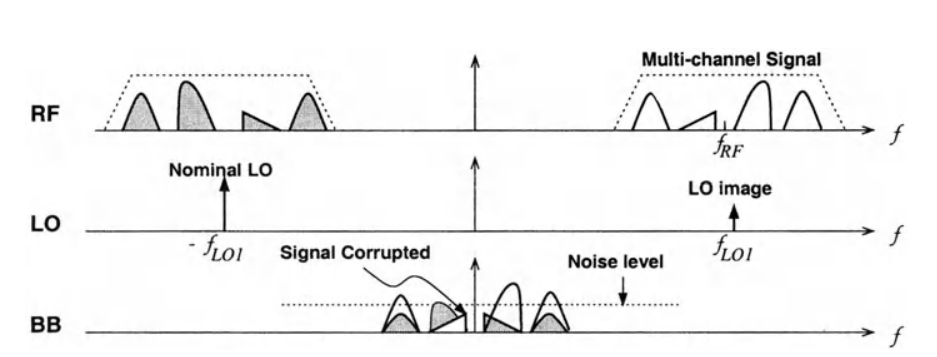 Multi-channel Signal
RF
f
f_RF
Nominal LO
LO image
LO
f
- f_LO1
f_LO1
Signal Corrupted
Noise level
BB
f